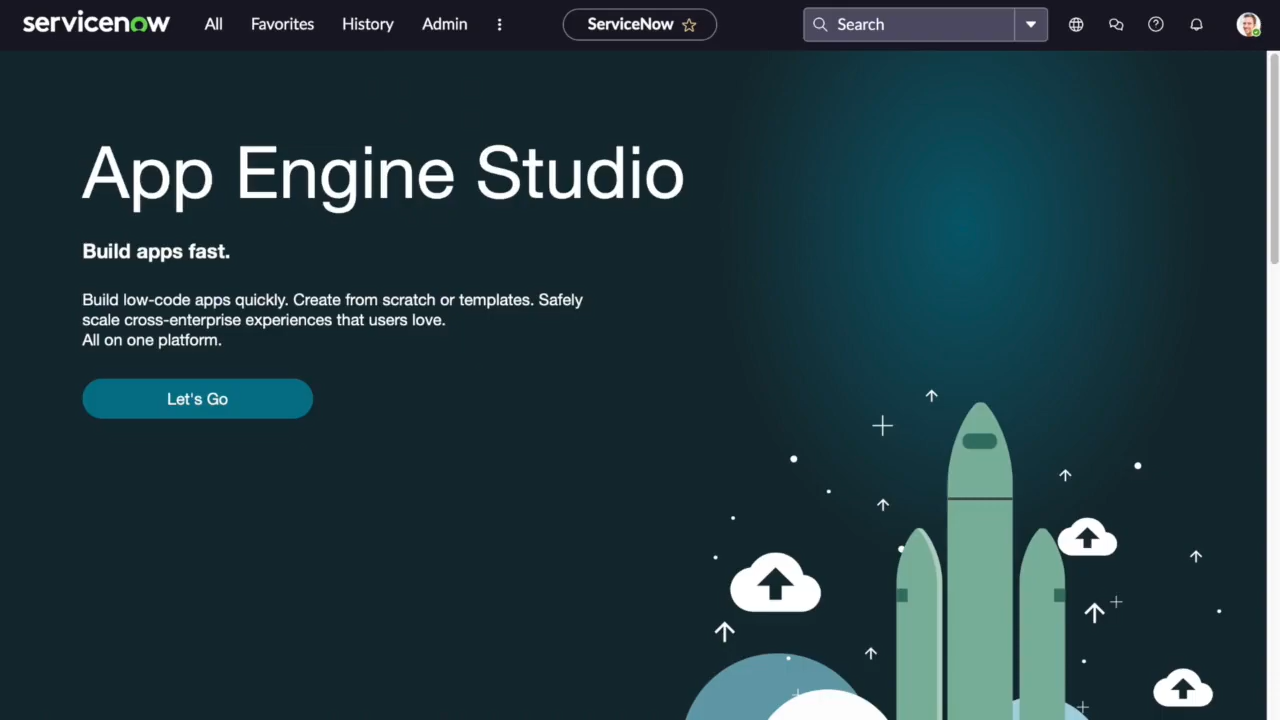 servicenow
All
Favorites
History
Admin
ServiceNow
Search
App Engine Studio
Build apps fast.
Build low-code apps quickly. Create from scratch or templates. Safely
scale cross-enterprise experiences that users love.
All on one platform.
Let's Go